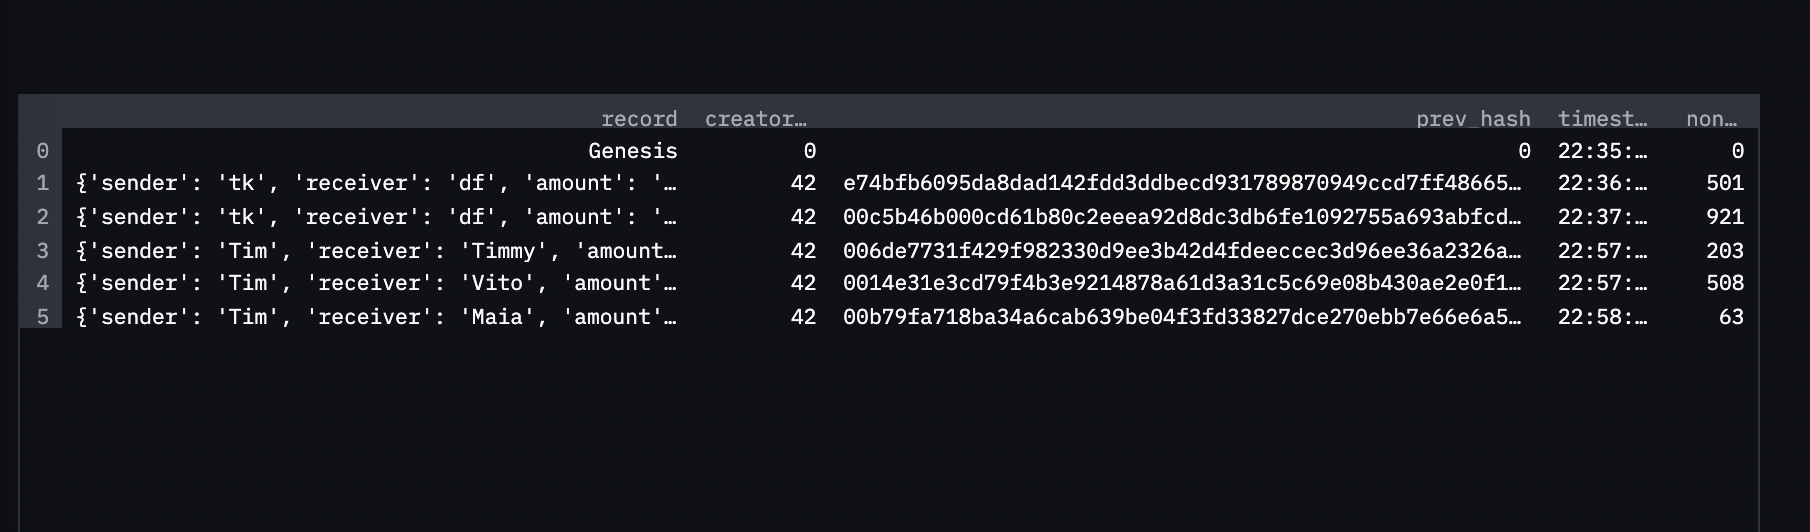 record creator… prev_hash timest… non…
0 Genesis 0 0 22:35:… 0
1 {'sender': 'tk', 'receiver': 'df', 'amount': '… 42 e74bfb6095da8dad142fdd3ddbecd931789870949ccd7ff48665… 22:36:… 501
2 {'sender': 'tk', 'receiver': 'df', 'amount': '… 42 00c5b46b000cd61b80c2eeea92d8dc3db6fe1092755a693abfcd… 22:37:… 921
3 {'sender': 'Tim', 'receiver': 'Timmy', 'amount… 42 006de7731f429f982330d9ee3b42d4fdeeccec3d96ee36a2326a… 22:57:… 203
4 {'sender': 'Tim', 'receiver': 'Vito', 'amount'… 42 0014e31e3cd79f4b3e9214878a61d3a31c5c69e08b430ae2e0f1… 22:57:… 508
5 {'sender': 'Tim', 'receiver': 'Maia', 'amount'… 42 00b79fa718ba34a6cab639be04f3fd33827dce270ebb7e66e6a5… 22:58:… 63